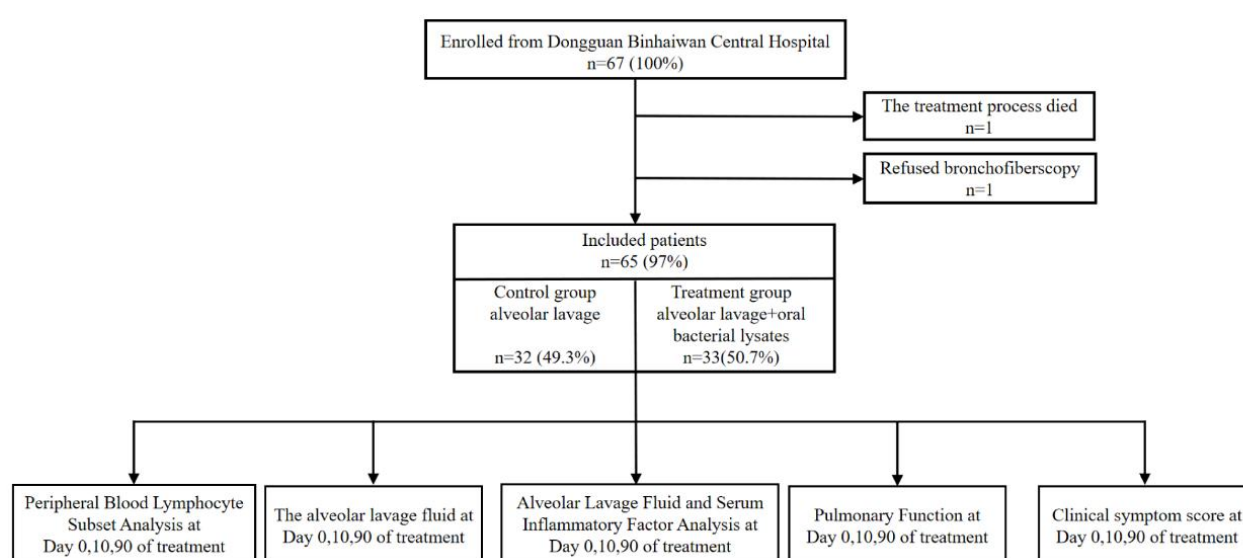 Enrolled from Dongguan Binhaiwan Central Hospital
n=67 (100%)
The treatment process died
n=1
Refused bronchofiberscopy
n=1
Included patients
n=65 (97%)
Control group
alveolar lavage
n=32 (49.3%)
Treatment group
alveolar lavage+oral
bacterial lysates
n=33(50.7%)
Peripheral Blood Lymphocyte
Subset Analysis at
Day 0,10,90 of treatment
The alveolar lavage fluid at
Day 0,10,90 of treatment
Alveolar Lavage Fluid and Serum
Inflammatory Factor Analysis at
Day 0,10,90 of treatment
Pulmonary Function at
Day 0,10,90 of treatment
Clinical symptom score at
Day 0,10,90 of treatment